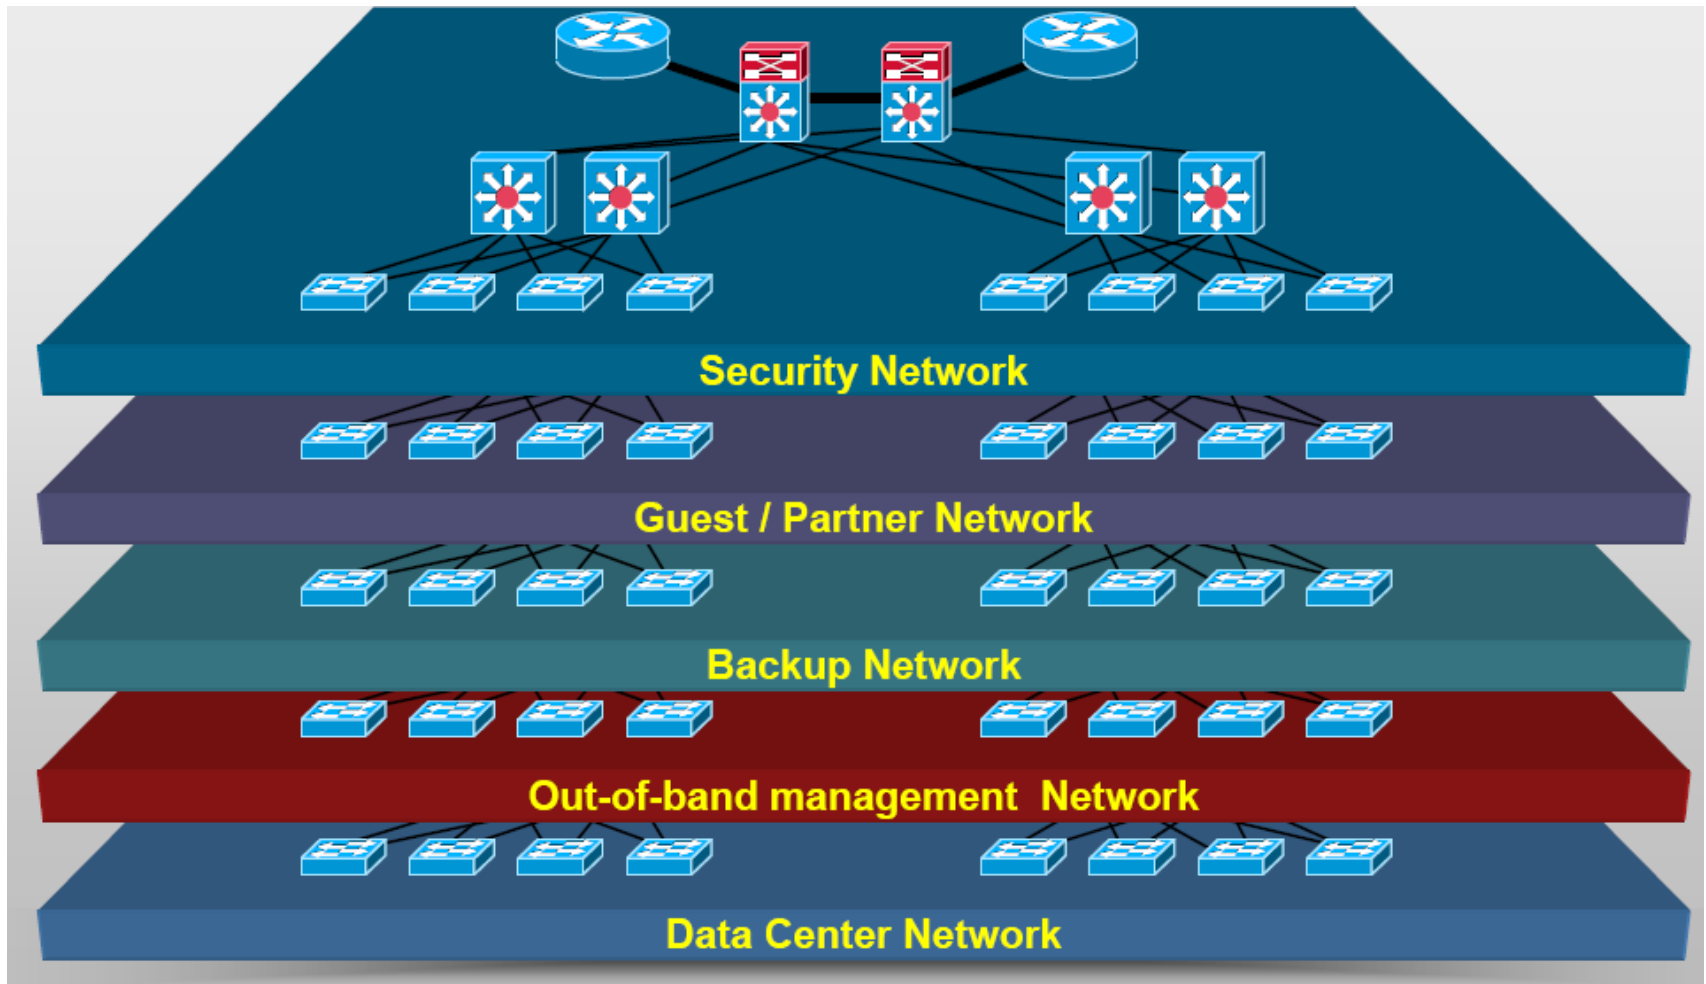 Security Network
Guest / Partner Network
Backup Network
Out-of-band management  Network
Data Center Network